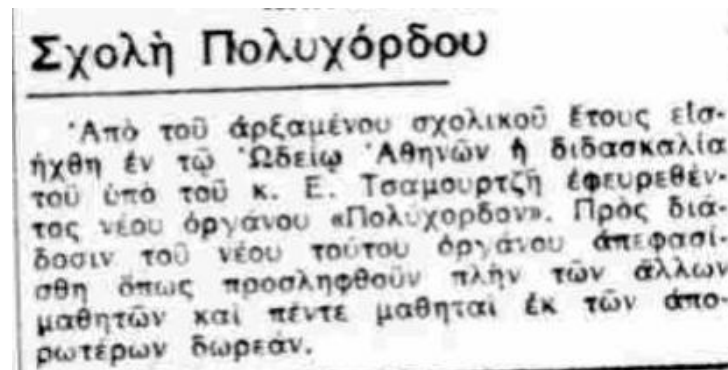 Σχολὴ Πολυχόρδου
Ἀπὸ τοῦ ἀρξαμένου σχολικοῦ ἔτους εἰσ-
ήχθη ἐν τῷ Ὠδείῳ Ἀθηνῶν ἡ διδασκαλία
τοῦ ὑπὸ τοῦ κ. Ε. Τσαμουρτζῆ ἐφευρεθέν-
τος νέου ὀργάνου «Πολύχορδον». Πρὸς διά-
δοσιν τοῦ νέου τούτου ὀργάνου ἀπεφασί-
σθη ὅπως προσληφθοῦν πλὴν τῶν ἄλλων
μαθητῶν καὶ πέντε μαθηταὶ ἐκ τῶν ἀπο-
ρωτέρων δωρεάν.